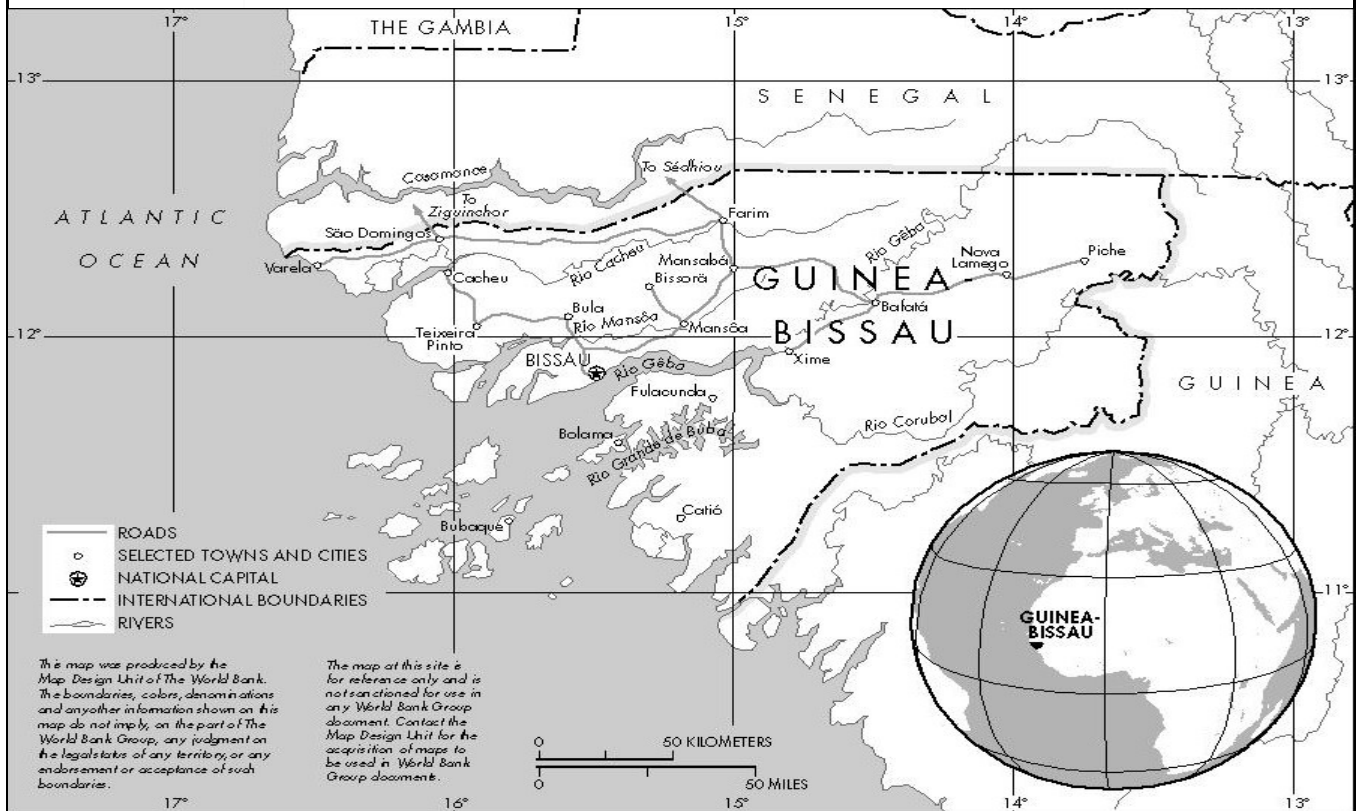 17°
15°
14°
13°
THE GAMBIA
13°
13°
SENEGAL
Casamance
To Sédhiou
To
Ziguinchor
ATLANTIC
OCEAN
Farim
São Domingos
Rio Gêba
Varela
Cacheu
Rio Cacheu
Mansabá
Bissorã
GUINEA-
BISSAU
Nova
Lamego
Piche
Bafatá
Bula
Rio Mansôa
Mansôa
Teixeira
Pinto
12°
12°
BISSAU
Rio Gêba
Xime
GUINEA
Fulacunda
Rio Corubal
Bolama
Rio Grande de Buba
Catió
Bubaque
ROADS
SELECTED TOWNS AND CITIES
NATIONAL CAPITAL
INTERNATIONAL BOUNDARIES
RIVERS
11°
GUINEA-
BISSAU
This map was produced by the
Map Design Unit of The World Bank.
The boundaries, colors, denominations
and any other information shown on this
map do not imply, on the part of The
World Bank Group, any judgment on
the legal status of any territory, or any
endorsement or acceptance of such
boundaries.
The map at this site is
for reference only and is
not sanctioned for use in
any World Bank Group
document. Contact the
Map Design Unit for the
acquisition of maps to
be used in World Bank
Group documents.
0 50 KILOMETERS
0 50 MILES
17°
16°
15°
14°
13°